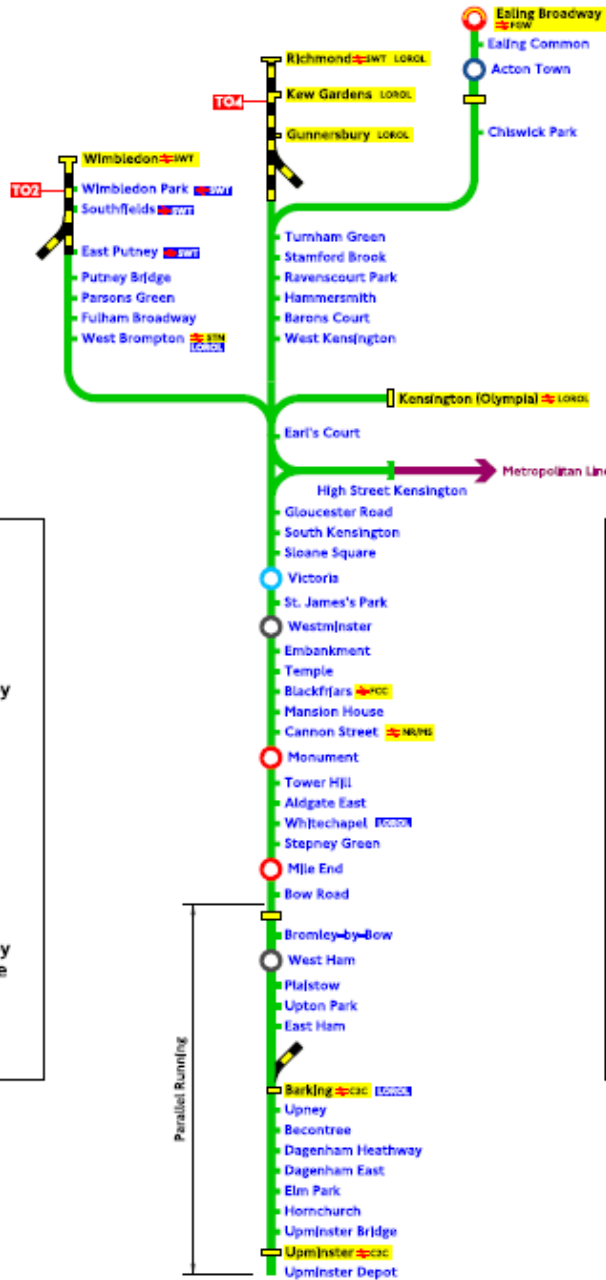 Ealing Broadway
FGW
Ealing Common
Acton Town
Chiswick Park
Richmond SWT LOROL
Kew Gardens LOROL
TO4
Gunnersbury LOROL
Wimbledon SWT
TO2
Wimbledon Park SWT
Southfields SWT
East Putney SWT
Putney Bridge
Parsons Green
Fulham Broadway
West Brompton STN
LOROL
Turnham Green
Stamford Brook
Ravenscourt Park
Hammersmith
Barons Court
West Kensington
Kensington (Olympia) LOROL
Earl's Court
Metropolitan Line
High Street Kensington
Gloucester Road
South Kensington
Sloane Square
Victoria
St. James's Park
Westminster
Embankment
Temple
Blackfriars FCC
Mansion House
Cannon Street NR/MS
Monument
Tower Hill
Aldgate East
Whitechapel LOROL
Stepney Green
Mile End
Bow Road
Bromley-by-Bow
West Ham
Plaistow
Upton Park
East Ham
Parallel Running
Barking C2C LOROL
Upney
Becontree
Dagenham Heathway
Dagenham East
Elm Park
Hornchurch
Upminster Bridge
Upminster C2C
Upminster Depot